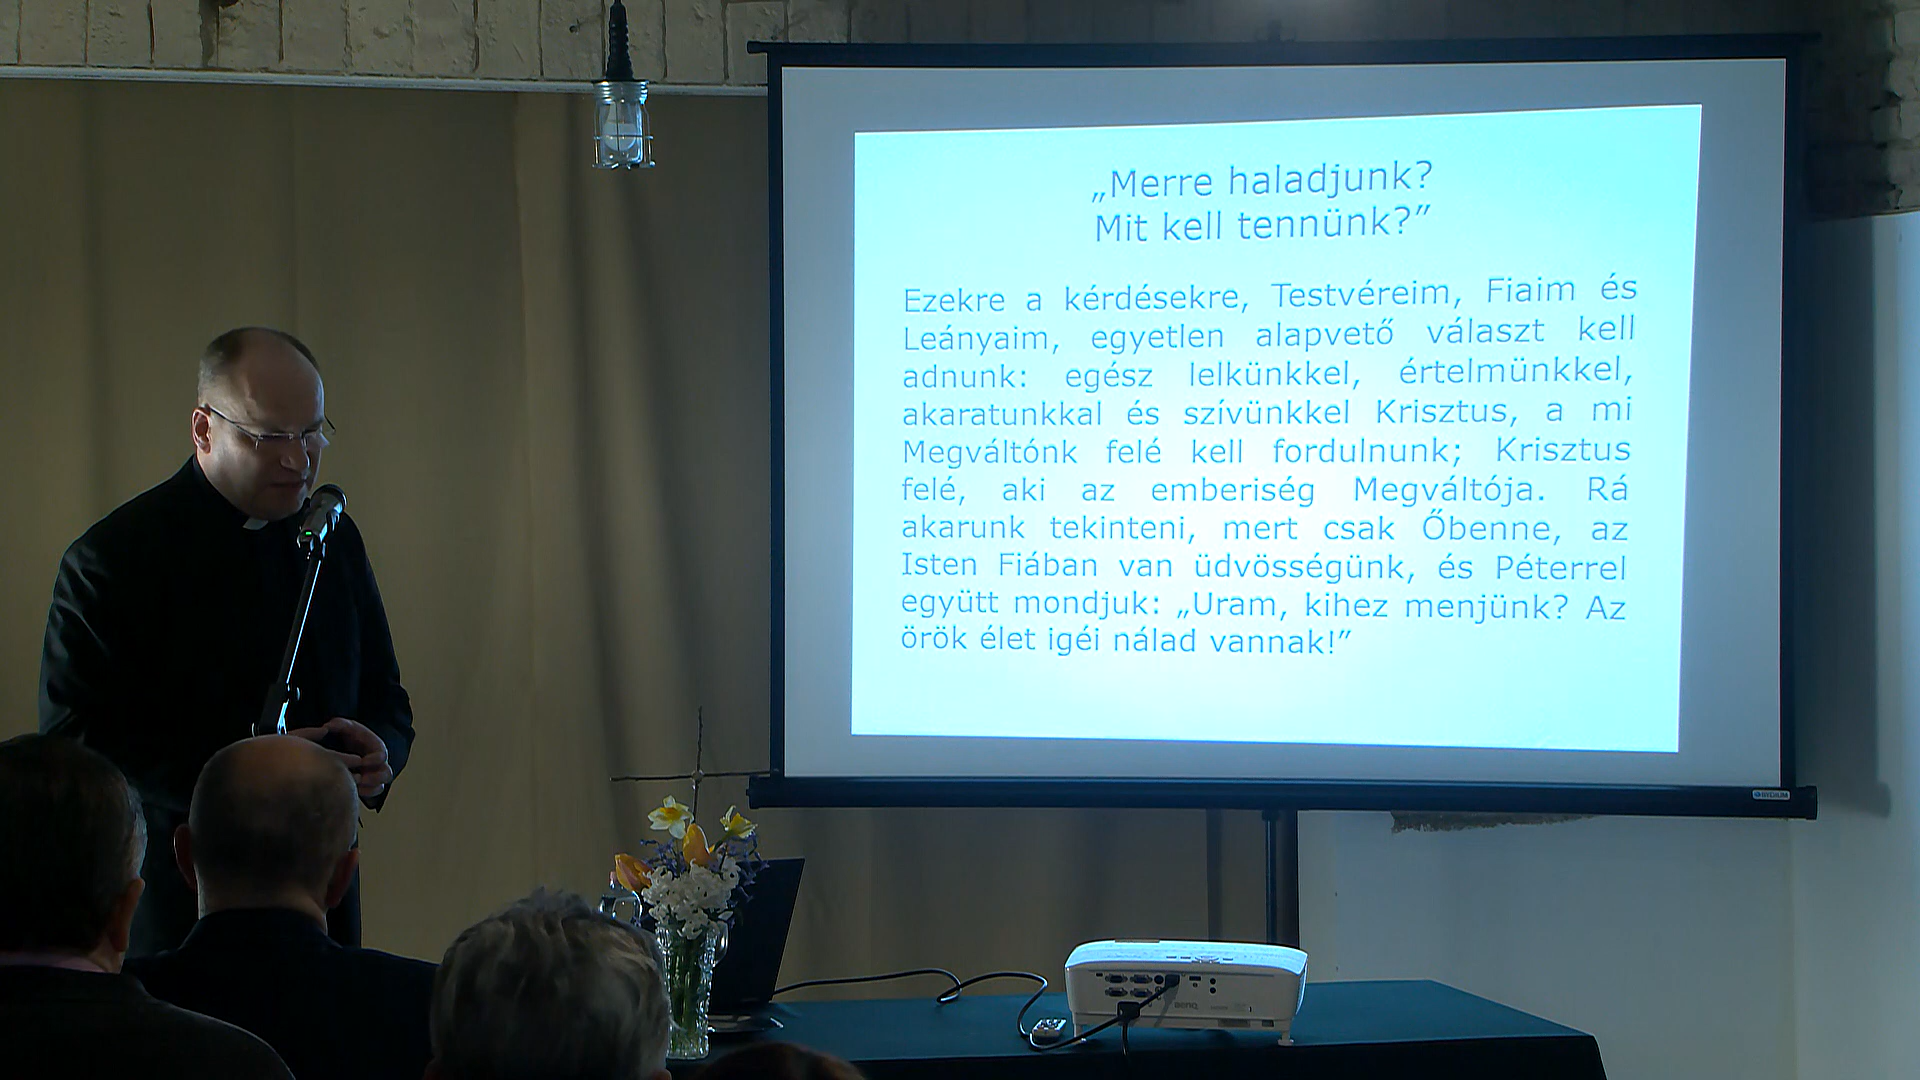 „Merre haladjunk?
Mit kell tennünk?”
Ezekre a kérdésekre, Testvéreim, Fiaim és
Leányaim, egyetlen alapvető választ kell
adnunk: egész lelkünkkel, értelmünkkel,
akaratunkkal és szívünkkel Krisztus, a mi
Megváltónk felé kell fordulnunk; Krisztus
felé, aki az emberiség Megváltója. Rá
akarunk tekinteni, mert csak Őbenne, az
Isten Fiában van üdvösségünk, és Péterrel
együtt mondjuk: „Uram, kihez menjünk? Az
örök élet igéi nálad vannak!”
BenQ